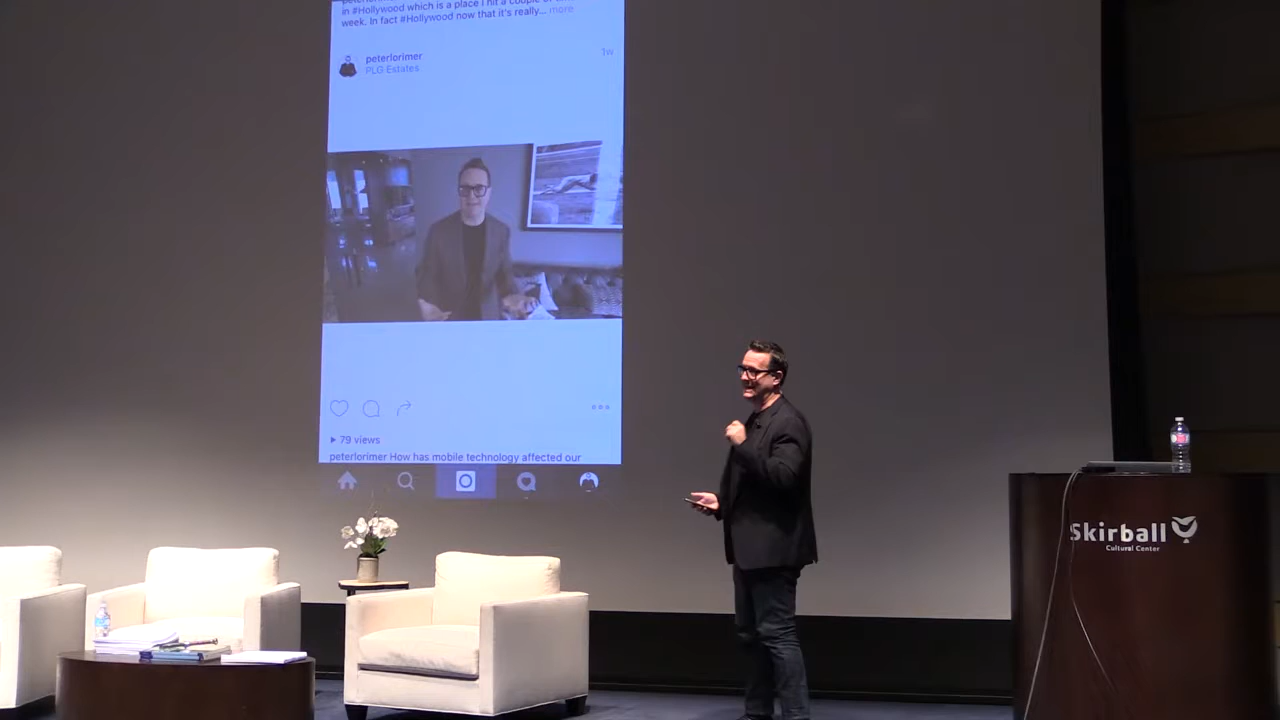 in #Hollywood which is a place I hit a couple of
week. In fact #Hollywood now that it's really... more
peterlorimer
PLG Estates
1w
79 views
peterlorimer How has mobile technology affected our
Skirball
Cultural Center